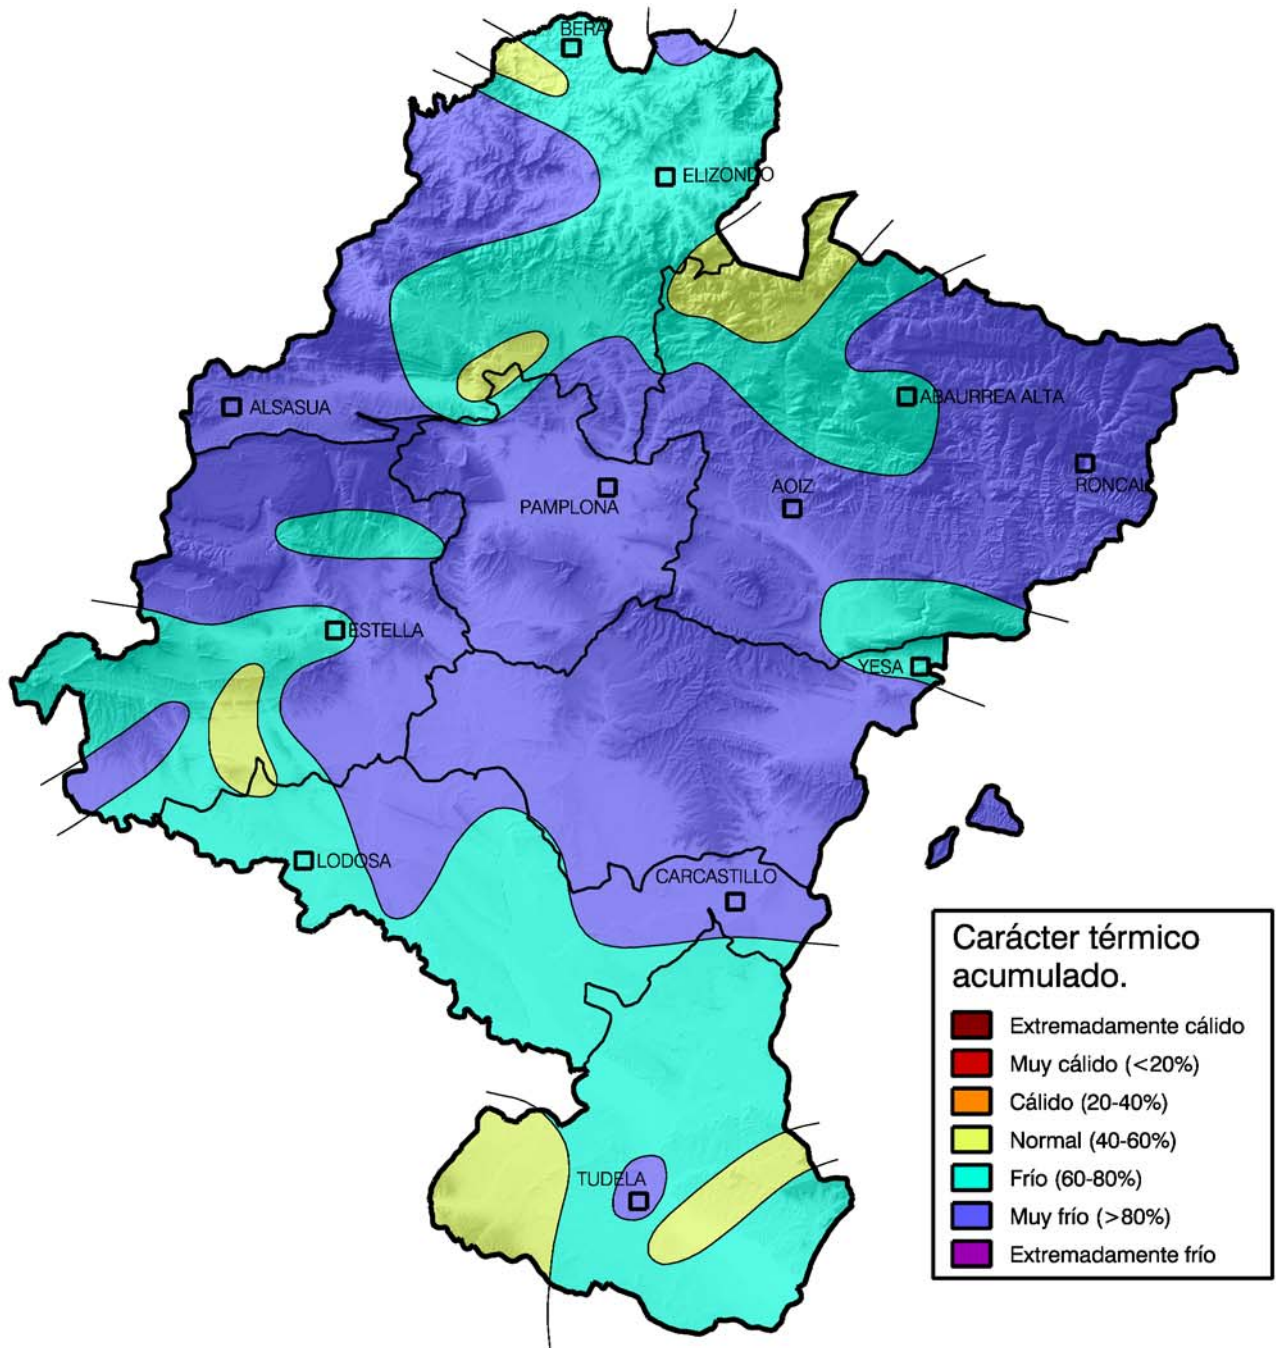 BERA
ELIZONDO
ALSASUA
ABAURREA ALTA
RONCAL
AOIZ
PAMPLONA
ESTELLA
YESA
LODOSA
CARCASTILLO
TUDELA
Carácter térmico
acumulado.
Extremadamente cálido
Muy cálido (<20%)
Cálido (20-40%)
Normal (40-60%)
Frío (60-80%)
Muy frío (>80%)
Extremadamente frío